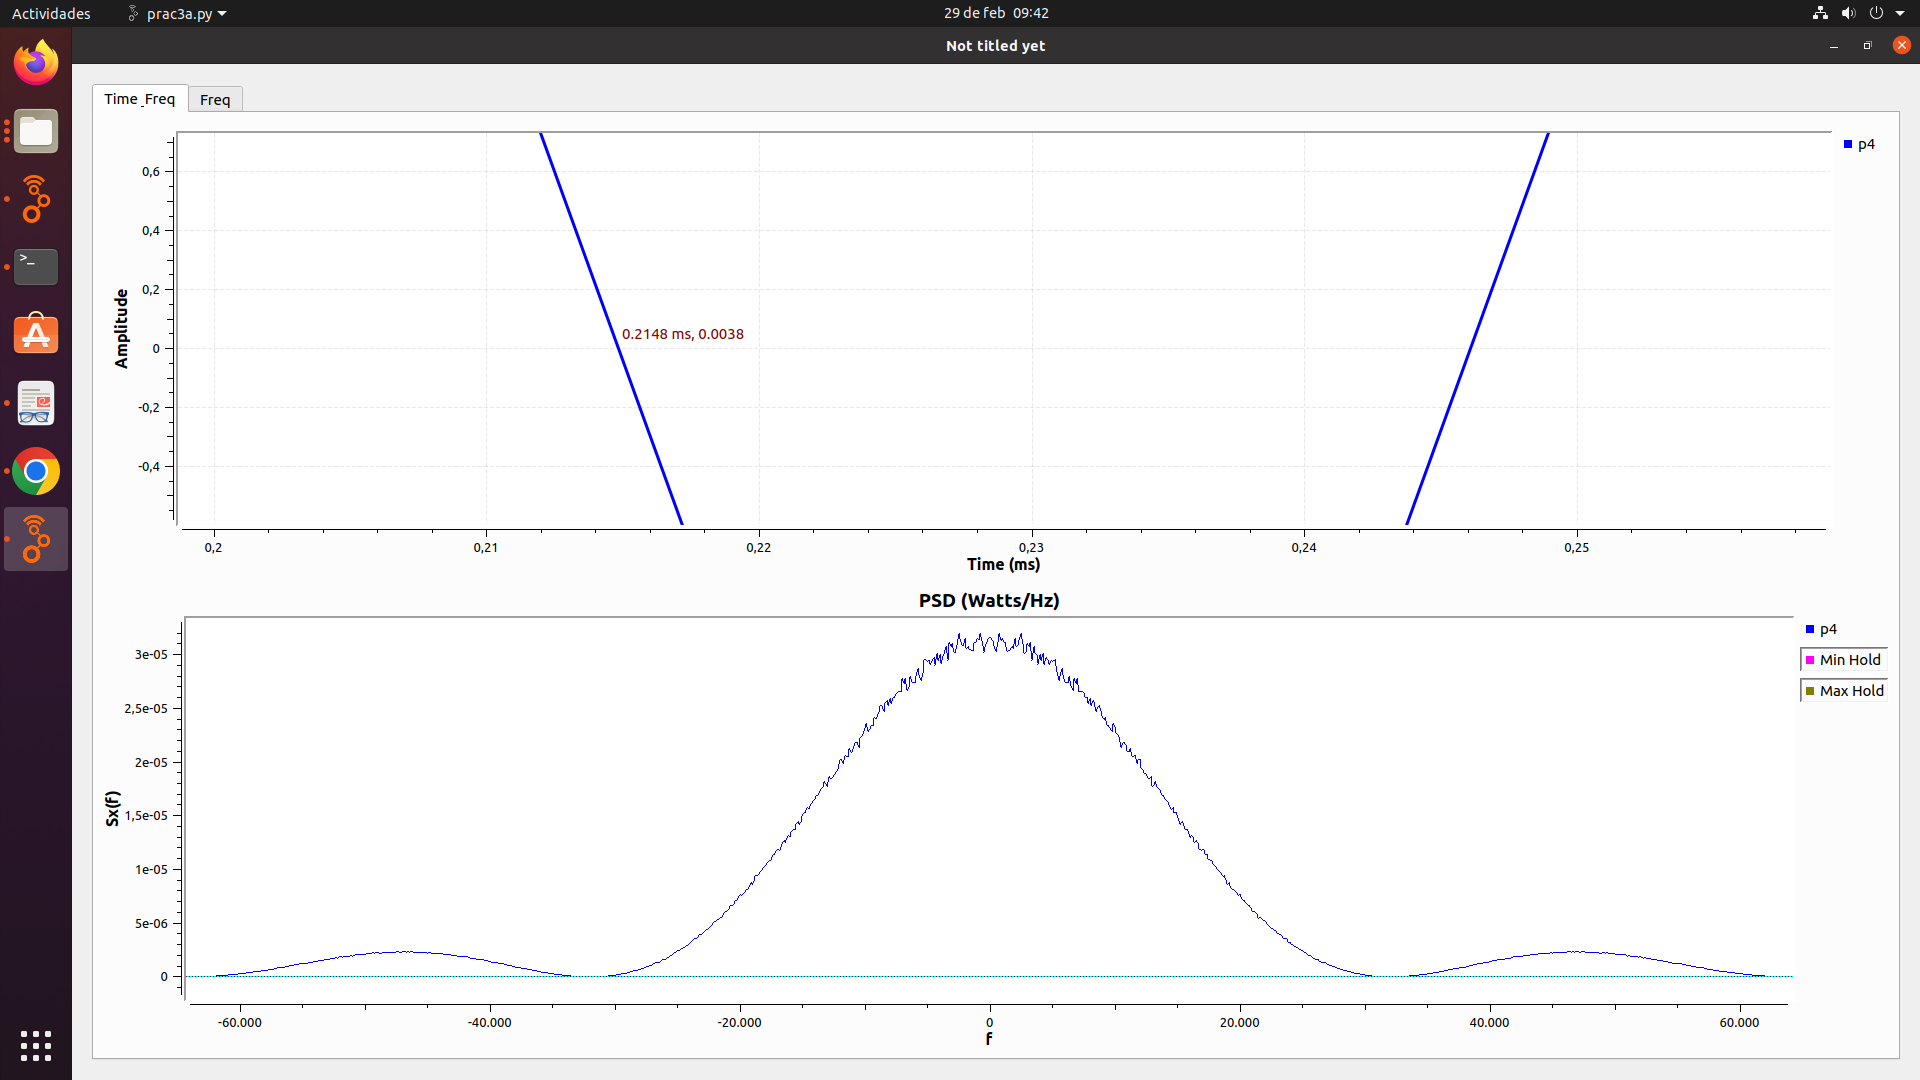 Actividades
prac3a.py
29 de feb 09:42
Not titled yet
Time_Freq
Freq
p4
0,6
0,4
0,2
0
-0,2
-0,4
Amplitude
0.2148 ms, 0.0038
0,2
0,21
0,22
0,23
0,24
0,25
Time (ms)
PSD (Watts/Hz)
p4
Min Hold
Max Hold
3e-05
2,5e-05
2e-05
1,5e-05
1e-05
5e-06
0
Sx(f)
-60.000
-40.000
-20.000
0
20.000
40.000
60.000
f